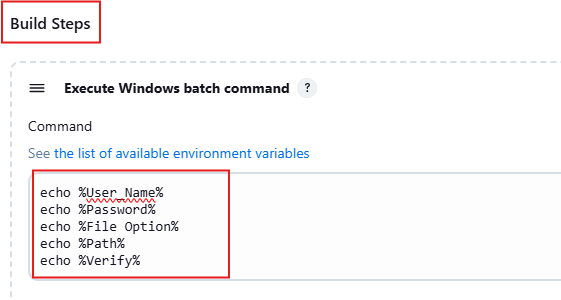 Build Steps
Execute Windows batch command ?
Command
See the list of available environment variables
echo %User_Name%
echo %Password%
echo %File Option%
echo %Path%
echo %Verify%